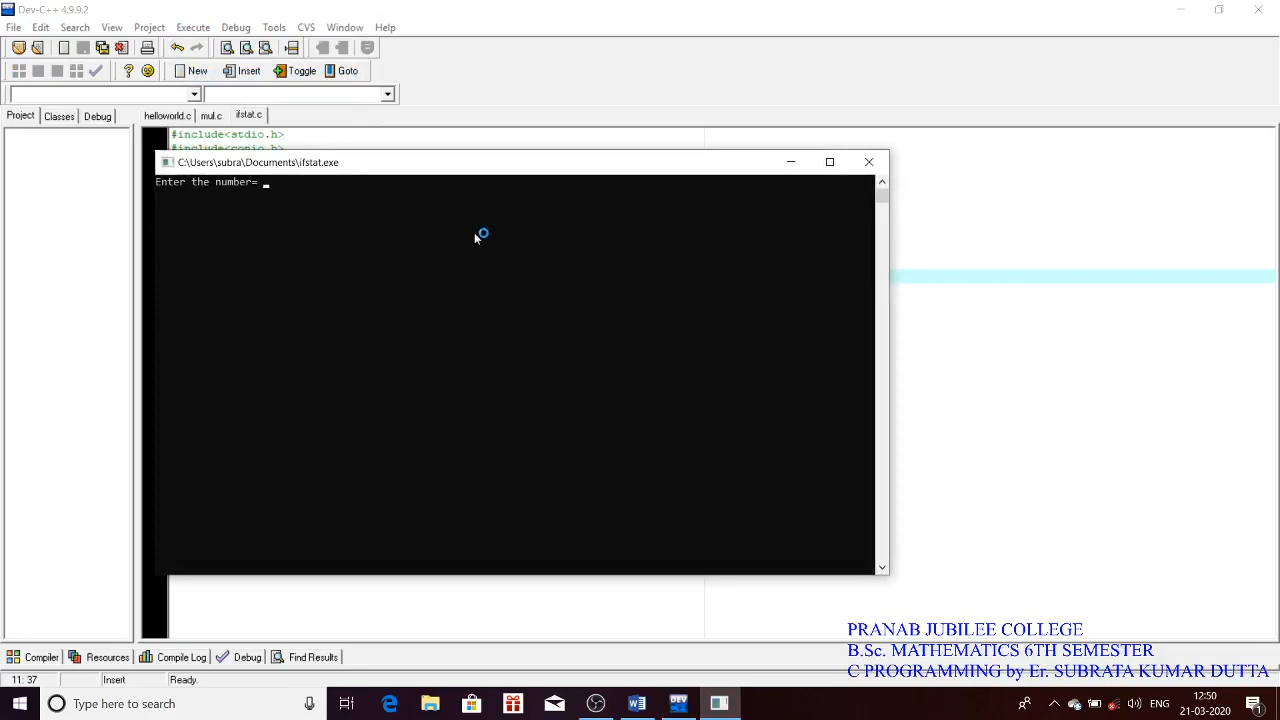 Dev-C++ 4.9.9.2
File Edit Search View Project Execute Debug Tools CVS Window Help
New Insert Toggle Goto
Project Classes Debug helloworld.c mul.c ifstat.c
#include<stdio.h>
#include<conio.h>
C:\Users\subra\Documents\ifstat.exe
Enter the number= _
PRANAB JUBILEE COLLEGE
B.Sc. MATHEMATICS 6TH SEMESTER
C PROGRAMMING by Er. SUBRATA KUMAR DUTTA
Compiler Resources Compile Log Debug Find Results
11: 37 Insert Ready.
Type here to search
ENG
12:50
21-03-2020
1